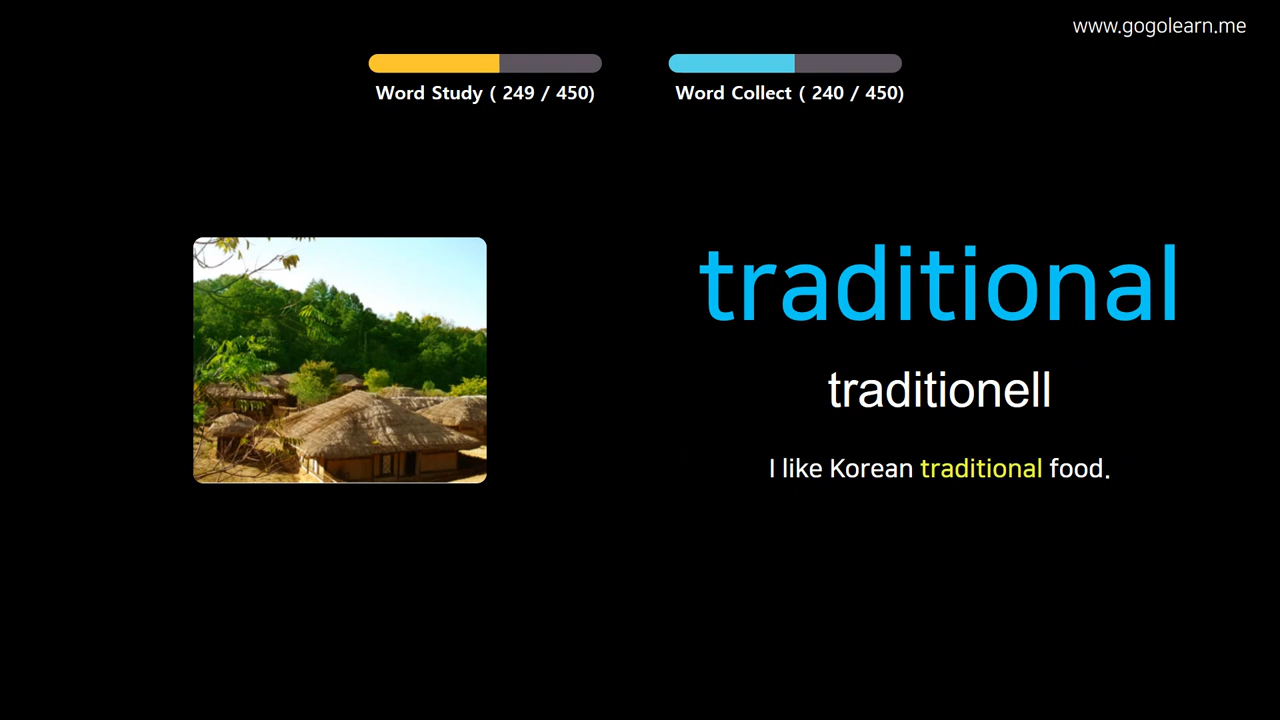 www.gogolearn.me
Word Study ( 249 / 450)
Word Collect ( 240 / 450)
traditional
traditionell
I like Korean traditional food.